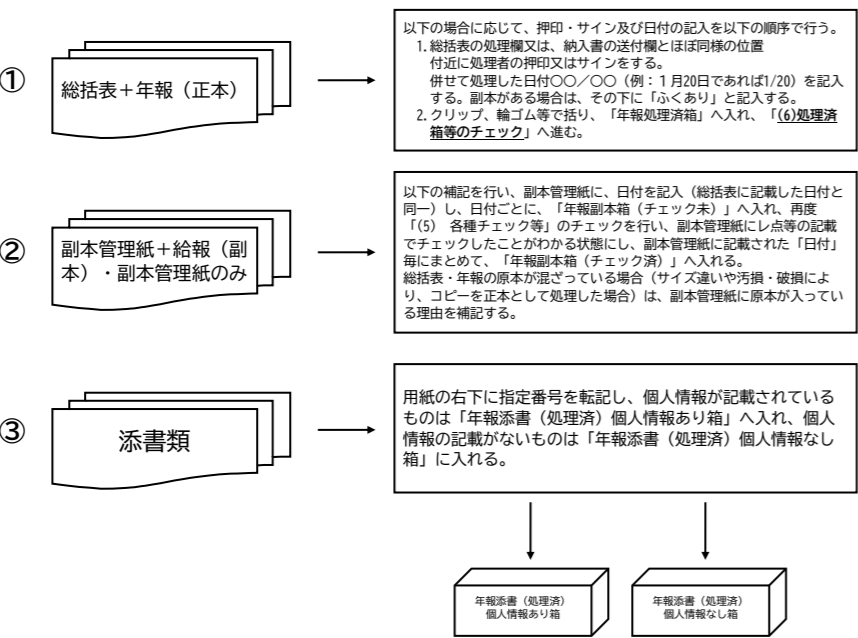 ①
総括表＋年報（正本）
以下の場合に応じて、押印・サイン及び日付の記入を以下の順序で行う。
1.総括表の処理欄又は、納入書の送付欄とほぼ同様の位置
付近に処理者の押印又はサインをする。
併せて処理した日付〇〇／〇〇（例：１月20日であれば1/20）を記入
する。副本がある場合は、その下に「ふくあり」と記入する。
2.クリップ、輪ゴム等で括り、「年報処理済箱」へ入れ、「(6)処理済
箱等のチェック」へ進む。
②
副本管理紙＋給報（副
本）・副本管理紙のみ
以下の補記を行い、副本管理紙に、日付を記入（総括表に記載した日付と
同一）し、日付ごとに、「年報副本箱（チェック未）」へ入れ、再度
「(5)　各種チェック等」のチェックを行い、副本管理紙にレ点等の記載
でチェックしたことがわかる状態にし、副本管理紙に記載された「日付」
毎にまとめて、「年報副本箱（チェック済）」へ入れる。
総括表・年報の原本が混ざっている場合（サイズ違いや汚損・破損によ
り、コピーを正本として処理した場合）は、副本管理紙に原本が入ってい
る理由を補記する。
③
添書類
用紙の右下に指定番号を転記し、個人情報が記載されている
ものは「年報添書（処理済）個人情報あり箱」へ入れ、個人
情報の記載がないものは「年報添書（処理済）個人情報なし
箱」に入れる。
年報添書（処理済）
個人情報あり箱
年報添書（処理済）
個人情報なし箱